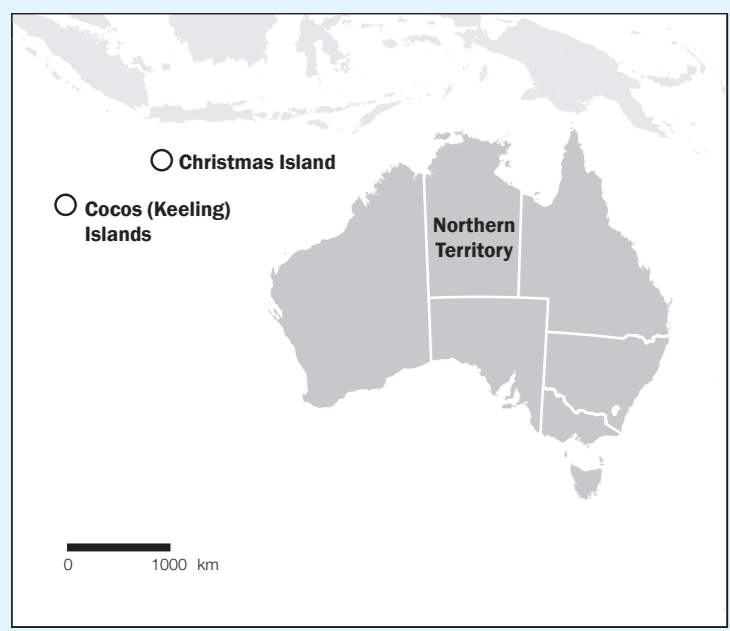 Christmas Island
Cocos (Keeling)
Islands
Northern
Territory
0 1000 km